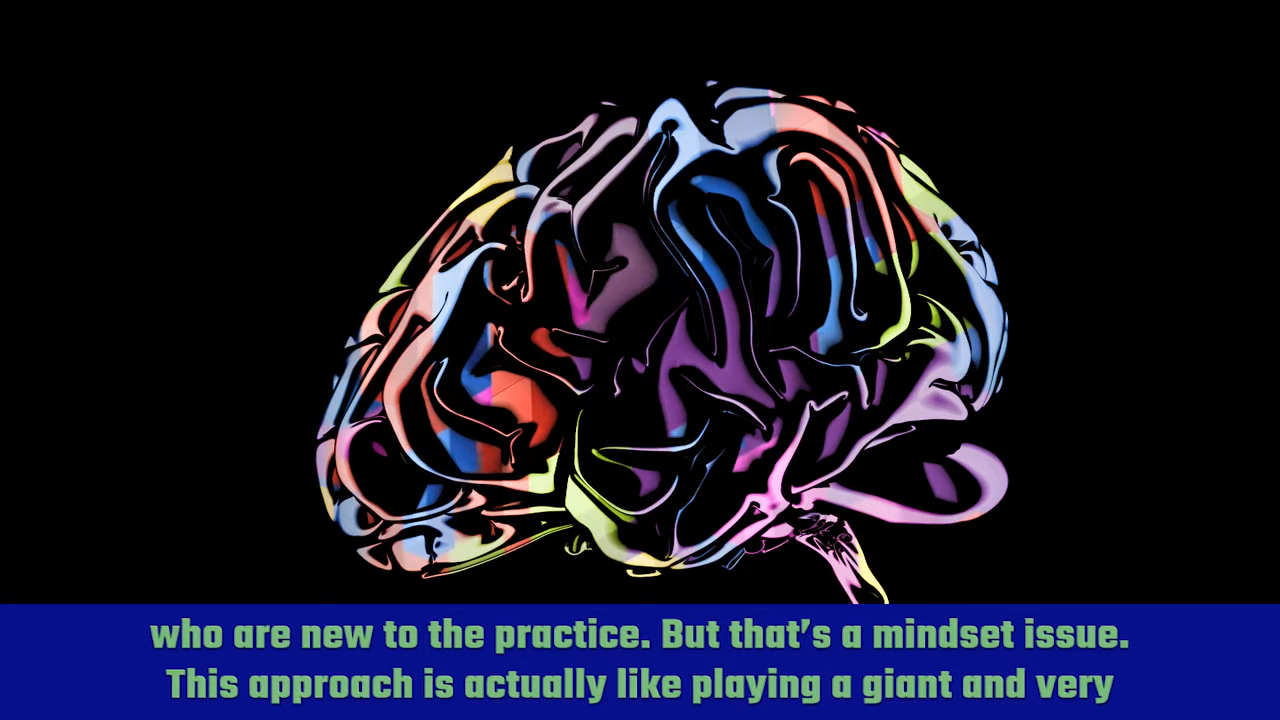 who are new to the practice. But that’s a mindset issue.
This approach is actually like playing a giant and very